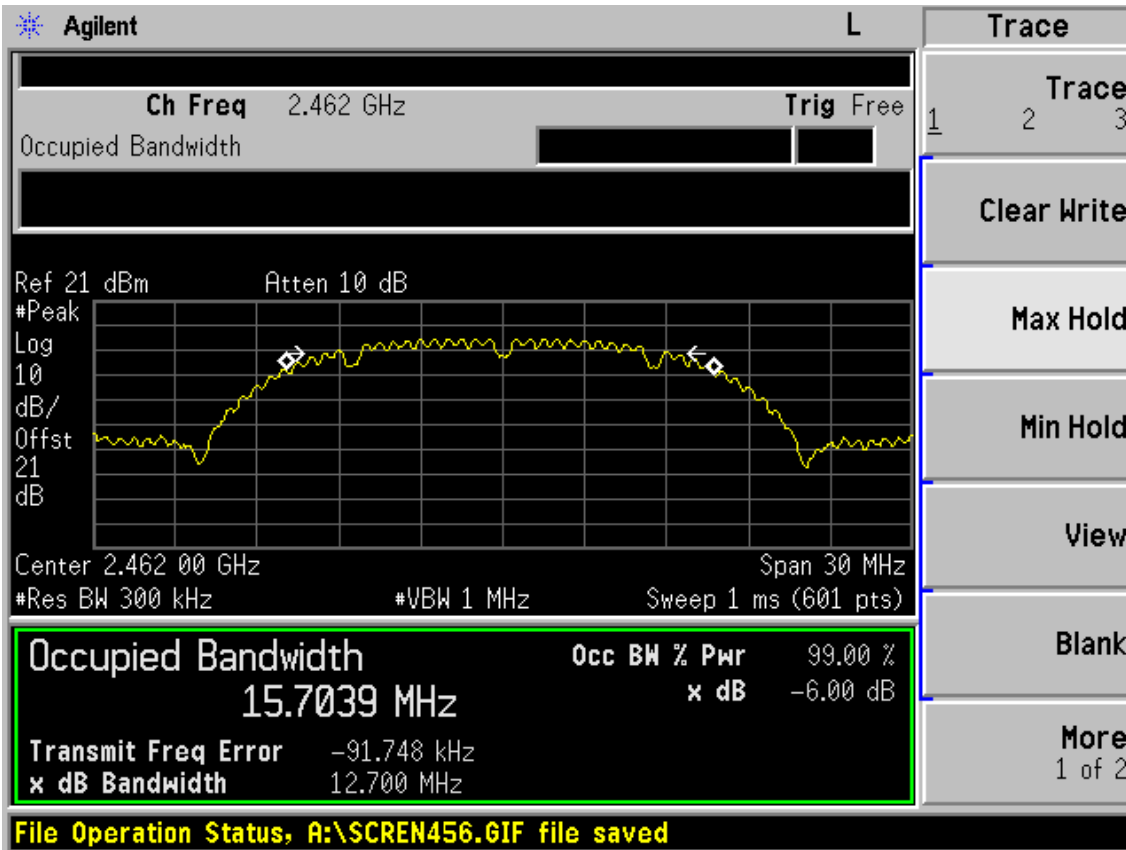 Agilent L Trace
Ch Freq 2.462 GHz Trig Free
Occupied Bandwidth
Trace
1 2 3
Clear Write
Max Hold
Min Hold
View
Blank
More
1 of 2
Ref 21 dBm Atten 10 dB
#Peak
Log
10
dB/
Offst
21
dB
Center 2.462 00 GHz Span 30 MHz
#Res BW 300 kHz #VBW 1 MHz Sweep 1 ms (601 pts)
Occupied Bandwidth Occ BW % Pwr 99.00 %
15.7039 MHz x dB -6.00 dB
Transmit Freq Error -91.748 kHz
x dB Bandwidth 12.700 MHz
File Operation Status, A:\SCREN456.GIF file saved